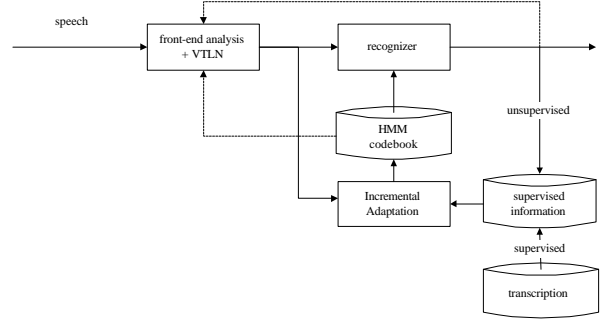 speech
front-end analysis
+ VTLN
recognizer
unsupervised
HMM
codebook
Incremental
Adaptation
supervised
information
supervised
transcription